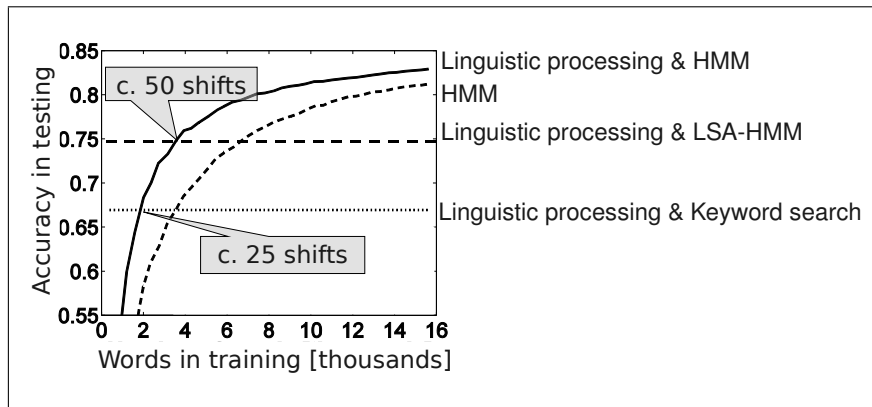 0.85
0.8
0.75
0.7
0.65
0.6
0.55
0 2 4 6 8 10 12 14 16
Accuracy in testing
Words in training [thousands]
c. 50 shifts
c. 25 shifts
Linguistic processing & HMM
HMM
Linguistic processing & LSA-HMM
Linguistic processing & Keyword search